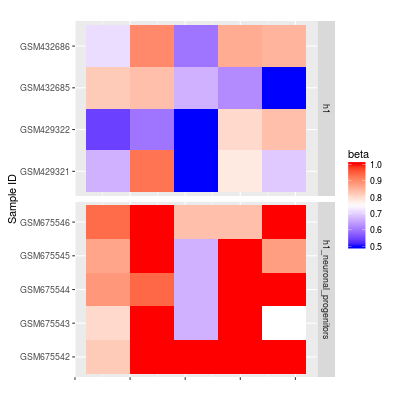 GSM432686
GSM432685
GSM429322
GSM429321
h1
GSM675546
GSM675545
GSM675544
GSM675543
GSM675542
h1_neuronal_progenitors
Sample ID
beta
1.0
0.9
0.8
0.7
0.6
0.5